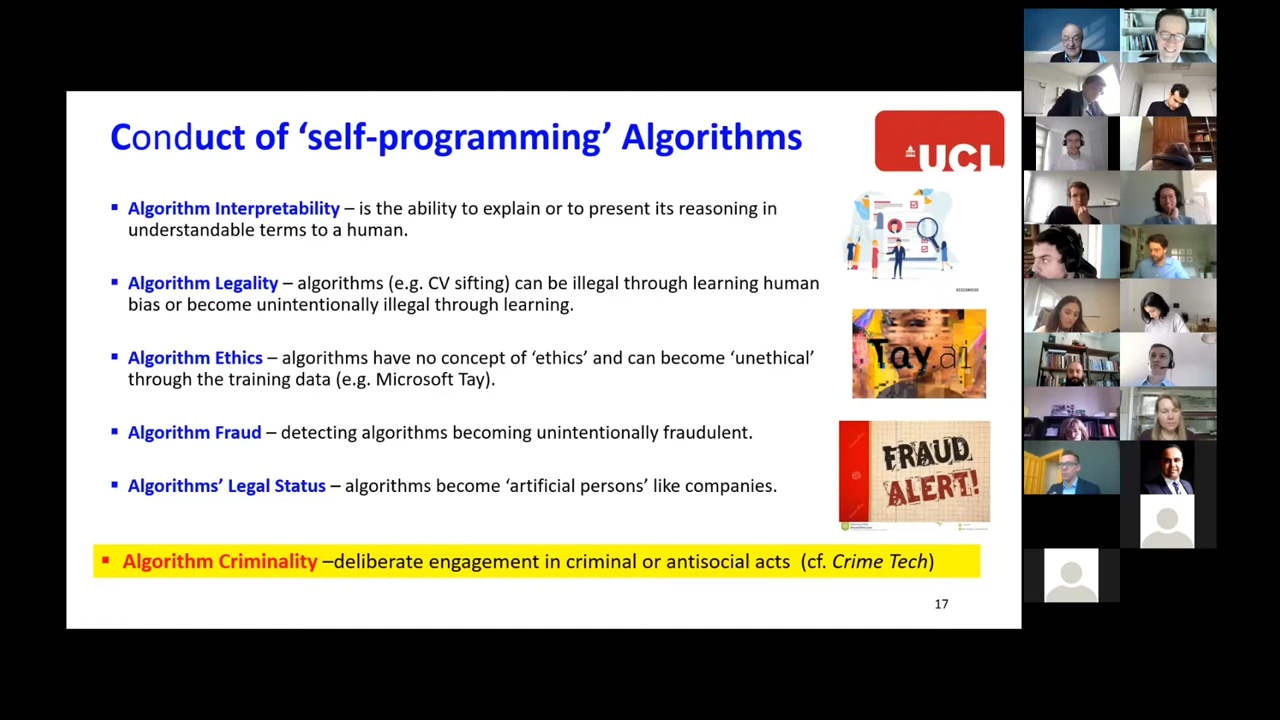 Conduct of ‘self-programming’ Algorithms
UCL
▪ Algorithm Interpretability – is the ability to explain or to present its reasoning in
understandable terms to a human.
▪ Algorithm Legality – algorithms (e.g. CV sifting) can be illegal through learning human
bias or become unintentionally illegal through learning.
▪ Algorithm Ethics – algorithms have no concept of ‘ethics’ and can become ‘unethical’
through the training data (e.g. Microsoft Tay).
Tay.ai
▪ Algorithm Fraud – detecting algorithms becoming unintentionally fraudulent.
FRAUD
ALERT!
▪ Algorithms’ Legal Status – algorithms become ‘artificial persons’ like companies.
▪ Algorithm Criminality –deliberate engagement in criminal or antisocial acts (cf. Crime Tech)
17